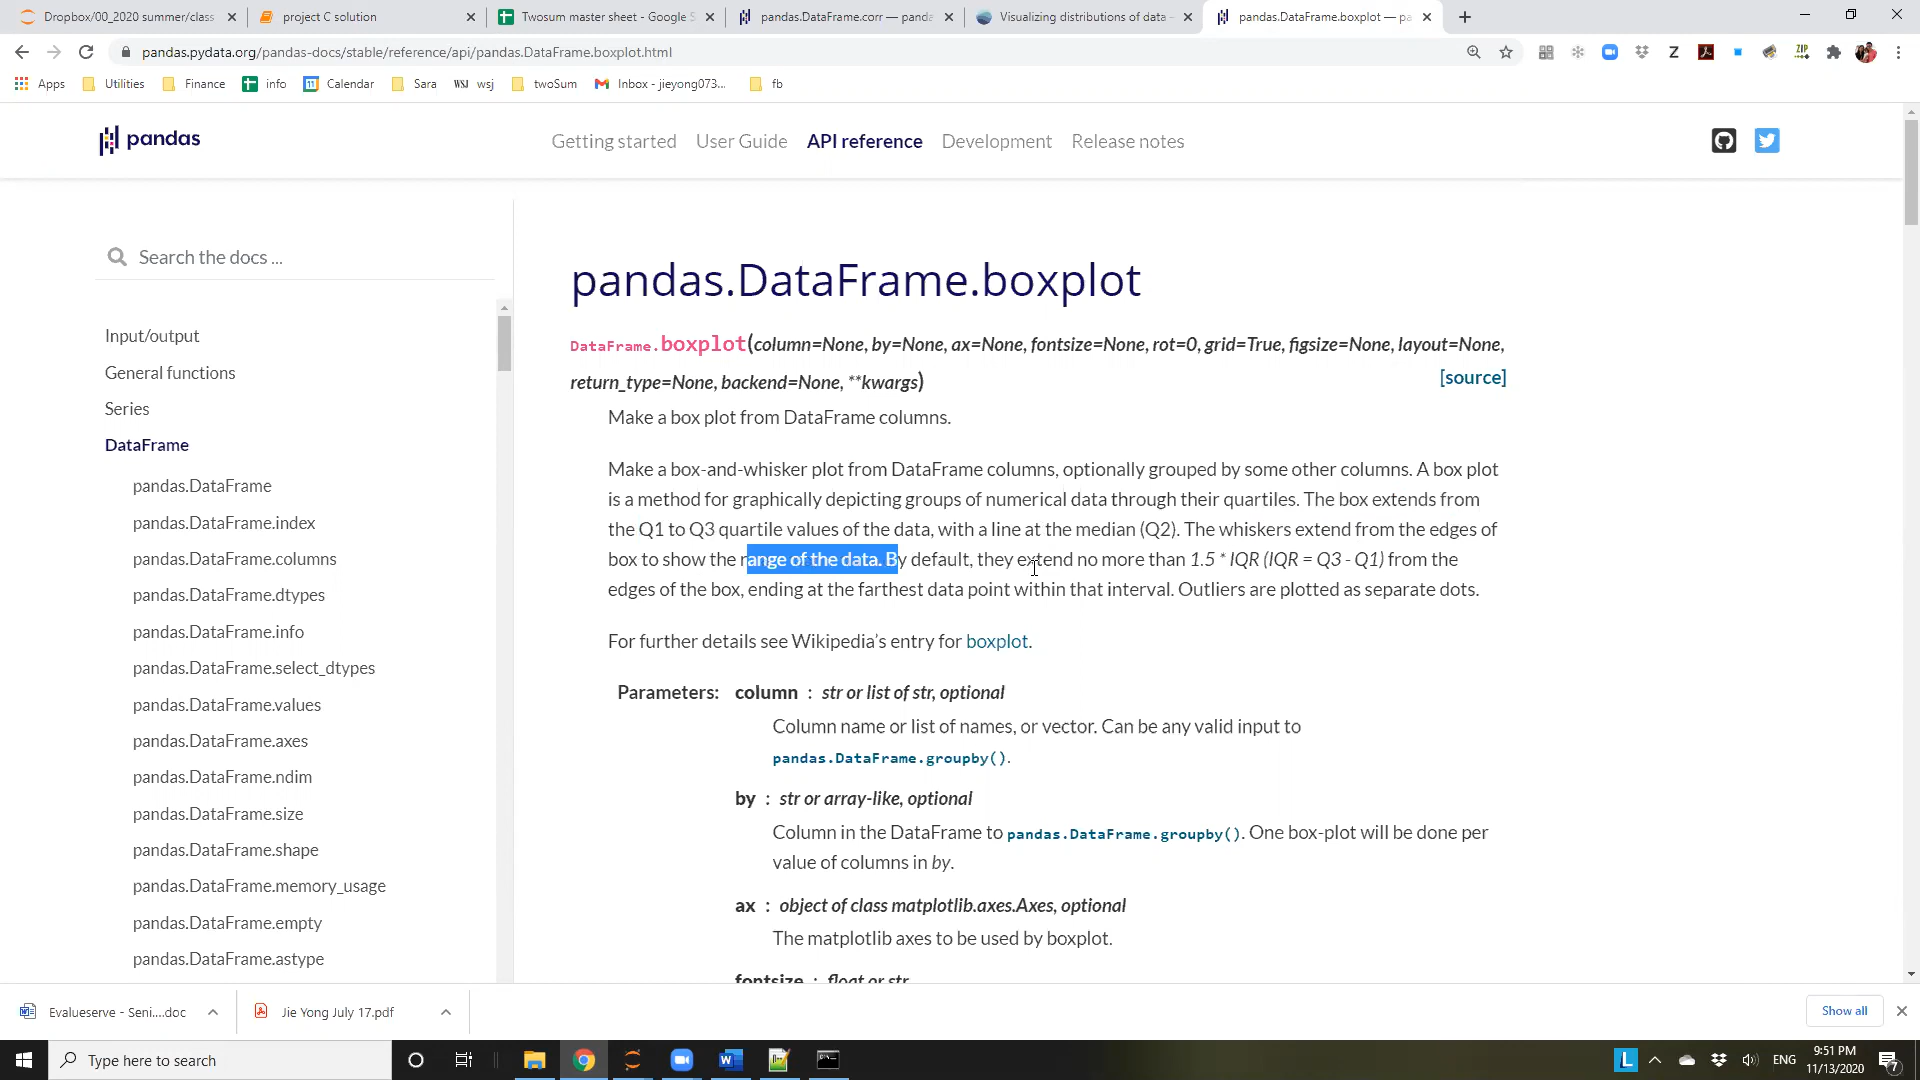 Dropbox/00_2020 summer/class
project C solution
Twosum master sheet - Google S
pandas.DataFrame.corr — panda
Visualizing distributions of data –
pandas.DataFrame.boxplot — pa
pandas.pydata.org/pandas-docs/stable/reference/api/pandas.DataFrame.boxplot.html
Apps
Utilities
Finance
info
Calendar
Sara
WSJ wsj
twoSum
Inbox - jieyong073...
fb
pandas
Getting started
User Guide
API reference
Development
Release notes
Search the docs ...
Input/output
General functions
Series
DataFrame
pandas.DataFrame
pandas.DataFrame.index
pandas.DataFrame.columns
pandas.DataFrame.dtypes
pandas.DataFrame.info
pandas.DataFrame.select_dtypes
pandas.DataFrame.values
pandas.DataFrame.axes
pandas.DataFrame.ndim
pandas.DataFrame.size
pandas.DataFrame.shape
pandas.DataFrame.memory_usage
pandas.DataFrame.empty
pandas.DataFrame.astype
pandas.DataFrame.boxplot
DataFrame.boxplot(column=None, by=None, ax=None, fontsize=None, rot=0, grid=True, figsize=None, layout=None,
return_type=None, backend=None, **kwargs)
[source]
Make a box plot from DataFrame columns.
Make a box-and-whisker plot from DataFrame columns, optionally grouped by some other columns. A box plot
is a method for graphically depicting groups of numerical data through their quartiles. The box extends from
the Q1 to Q3 quartile values of the data, with a line at the median (Q2). The whiskers extend from the edges of
box to show the range of the data. By default, they extend no more than 1.5 * IQR (IQR = Q3 - Q1) from the
edges of the box, ending at the farthest data point within that interval. Outliers are plotted as separate dots.
For further details see Wikipedia’s entry for boxplot.
Parameters:
column : str or list of str, optional
Column name or list of names, or vector. Can be any valid input to
pandas.DataFrame.groupby().
by : str or array-like, optional
Column in the DataFrame to pandas.DataFrame.groupby(). One box-plot will be done per
value of columns in by.
ax : object of class matplotlib.axes.Axes, optional
The matplotlib axes to be used by boxplot.
fontsize : float or str
Evalueserve - Seni....doc
Jie Yong July 17.pdf
Show all
Type here to search
ENG
9:51 PM
11/13/2020
7